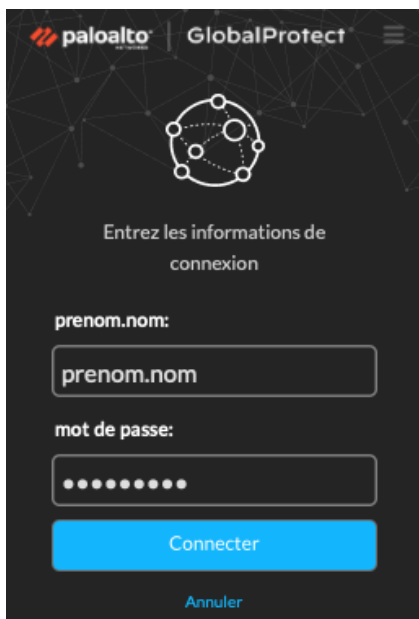 paloalto | GlobalProtect
NETWORKS
Entrez les informations de
connexion
prenom.nom:
prenom.nom
mot de passe:
●●●●●●●●●
Connecter
Annuler